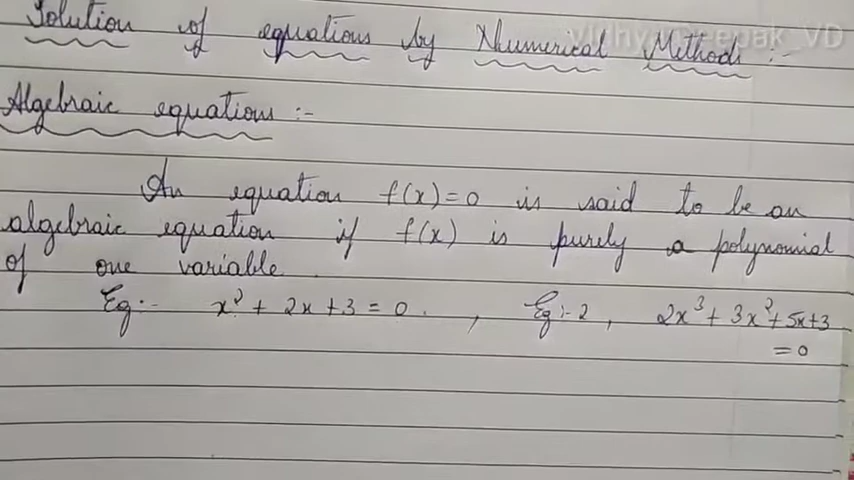 Solution of equations by Numerical Methods :-
Algebraic equations :-
An equation f(x)=0 is said to be an
algebraic equation if f(x) is purely a polynomial
of one variable.
Eg:- x² + 2x + 3 = 0. , Eg:-2, 2x³ + 3x² + 5x + 3
= 0